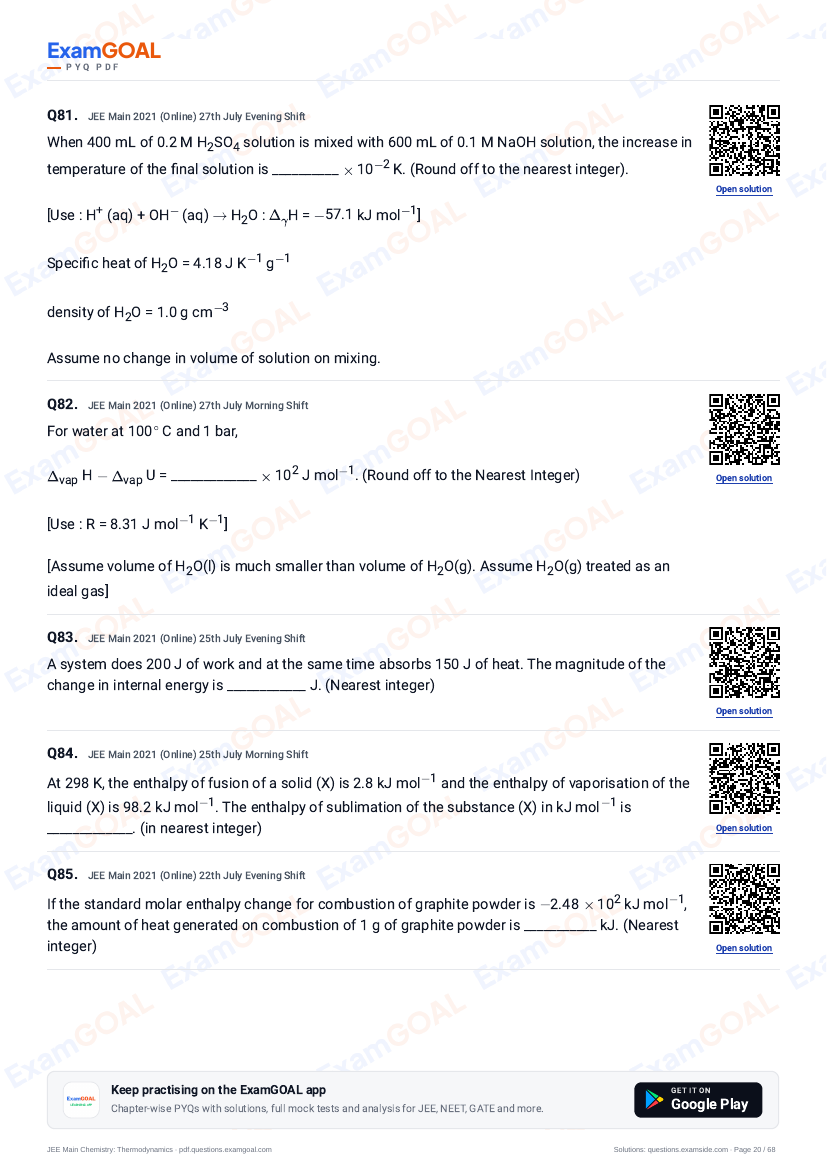 ExamGOAL
PYQ PDF
Q81. JEE Main 2021 (Online) 27th July Evening Shift
When 400 mL of 0.2 M H₂SO₄ solution is mixed with 600 mL of 0.1 M NaOH solution, the increase in
temperature of the final solution is __________ × 10⁻² K. (Round off to the nearest integer).
Open solution
[Use : H⁺ (aq) + OH⁻ (aq) → H₂O : ΔᵧH = −57.1 kJ mol⁻¹]
Specific heat of H₂O = 4.18 J K⁻¹ g⁻¹
density of H₂O = 1.0 g cm⁻³
Assume no change in volume of solution on mixing.
Q82. JEE Main 2021 (Online) 27th July Morning Shift
For water at 100° C and 1 bar,
Δvap H − Δvap U = _____________ × 10² J mol⁻¹. (Round off to the Nearest Integer)
Open solution
[Use : R = 8.31 J mol⁻¹ K⁻¹]
[Assume volume of H₂O(l) is much smaller than volume of H₂O(g). Assume H₂O(g) treated as an
ideal gas]
Q83. JEE Main 2021 (Online) 25th July Evening Shift
A system does 200 J of work and at the same time absorbs 150 J of heat. The magnitude of the
change in internal energy is ____________ J. (Nearest integer)
Open solution
Q84. JEE Main 2021 (Online) 25th July Morning Shift
At 298 K, the enthalpy of fusion of a solid (X) is 2.8 kJ mol⁻¹ and the enthalpy of vaporisation of the
liquid (X) is 98.2 kJ mol⁻¹. The enthalpy of sublimation of the substance (X) in kJ mol⁻¹ is
_____________. (in nearest integer)
Open solution
Q85. JEE Main 2021 (Online) 22th July Evening Shift
If the standard molar enthalpy change for combustion of graphite powder is −2.48 × 10² kJ mol⁻¹,
the amount of heat generated on combustion of 1 g of graphite powder is ___________ kJ. (Nearest
integer)
Open solution
Keep practising on the ExamGOAL app
Chapter-wise PYQs with solutions, full mock tests and analysis for JEE, NEET, GATE and more.
GET IT ON
Google Play
JEE Main Chemistry: Thermodynamics · pdf.questions.examgoal.com
Solutions: questions.examside.com · Page 20 / 68